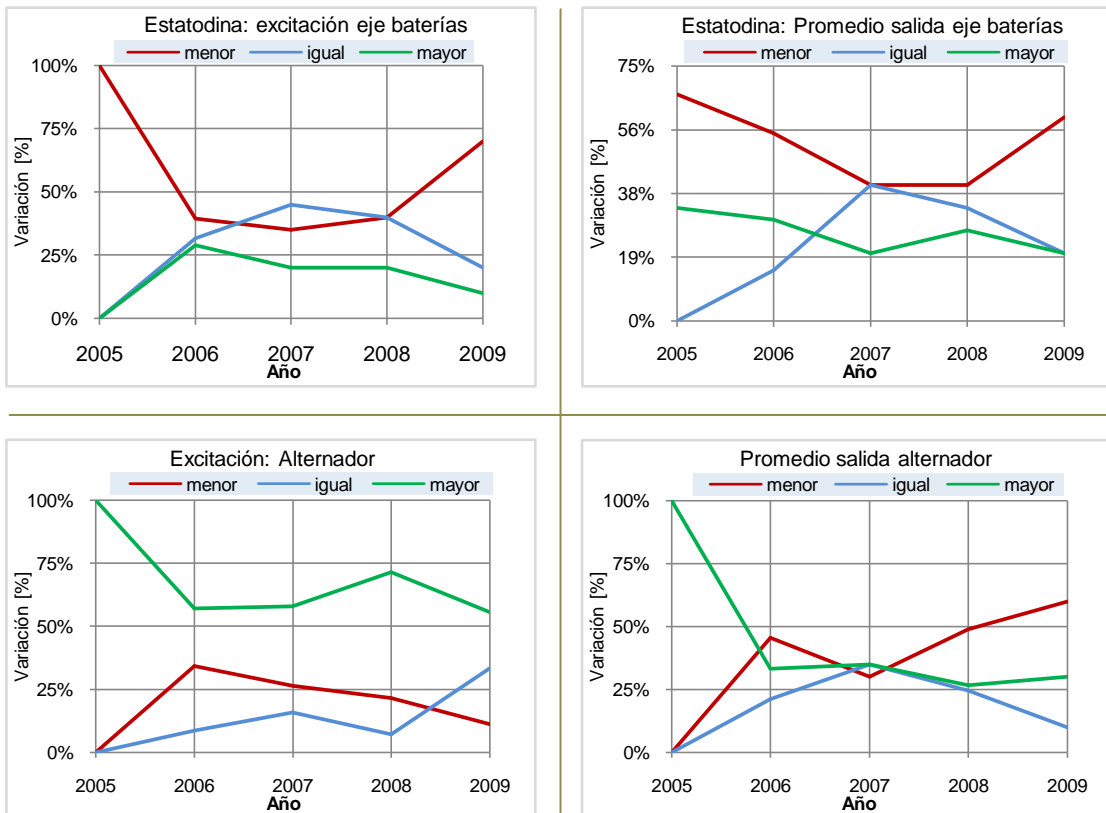 Estatodina: excitación eje baterías
menor igual mayor
100%
75%
50%
25%
0%
Variación [%]
2005 2006 2007 2008 2009
Año
Estatodina: Promedio salida eje baterías
menor igual mayor
75%
56%
38%
19%
0%
Variación [%]
2005 2006 2007 2008 2009
Año
Excitación: Alternador
menor igual mayor
100%
75%
50%
25%
0%
Variación [%]
2005 2006 2007 2008 2009
Año
Promedio salida alternador
menor igual mayor
100%
75%
50%
25%
0%
Variación [%]
2005 2006 2007 2008 2009
Año